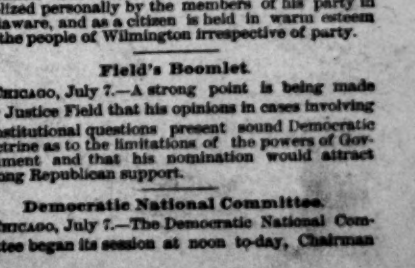 lized personally by the members of his party in
laware, and as a citizen is held in warm esteem
the people of Wilmington irrespective of party.
Field's Boomlet.
CHICAGO, July 7.—A strong point is being made
Justice Field that his opinions in cases involving
nstitutional questions present sound Democratic
ctrine as to the limitations of the powers of Gov-
nment and that his nomination would attract
ong Republican support.
Democratic National Committee.
CHICAGO, July 7.—The Democratic National Com-
ttee began its session at noon to-day, Chairman